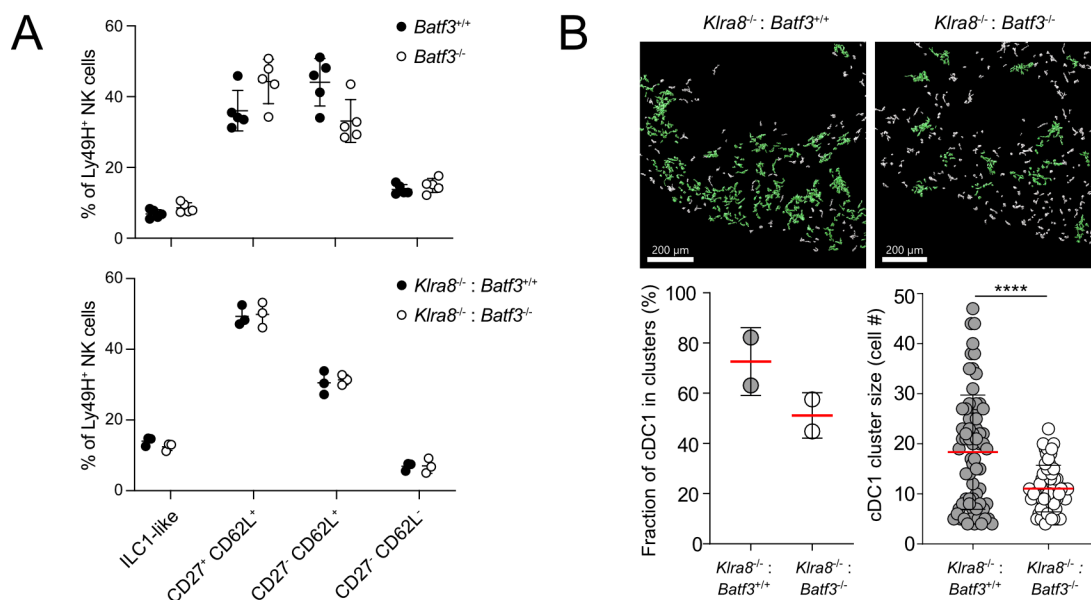 A
% of Ly49H⁺ NK cells
60
40
20
0
Batf3⁺/⁺
Batf3⁻/⁻
% of Ly49H⁺ NK cells
60
40
20
0
Klra8⁻/⁻ : Batf3⁺/⁺
Klra8⁻/⁻ : Batf3⁻/⁻
ILC1-like
CD27⁺ CD62L⁺
CD27⁻ CD62L⁺
CD27⁻ CD62L⁻
B
Klra8⁻/⁻ : Batf3⁺/⁺
Klra8⁻/⁻ : Batf3⁻/⁻
200 µm
200 µm
Fraction of cDC1 in clusters (%)
100
80
60
40
20
0
Klra8⁻/⁻ :
Batf3⁺/⁺
Klra8⁻/⁻ :
Batf3⁻/⁻
cDC1 cluster size (cell #)
50
40
30
20
10
0
****
Klra8⁻/⁻ :
Batf3⁺/⁺
Klra8⁻/⁻ :
Batf3⁻/⁻